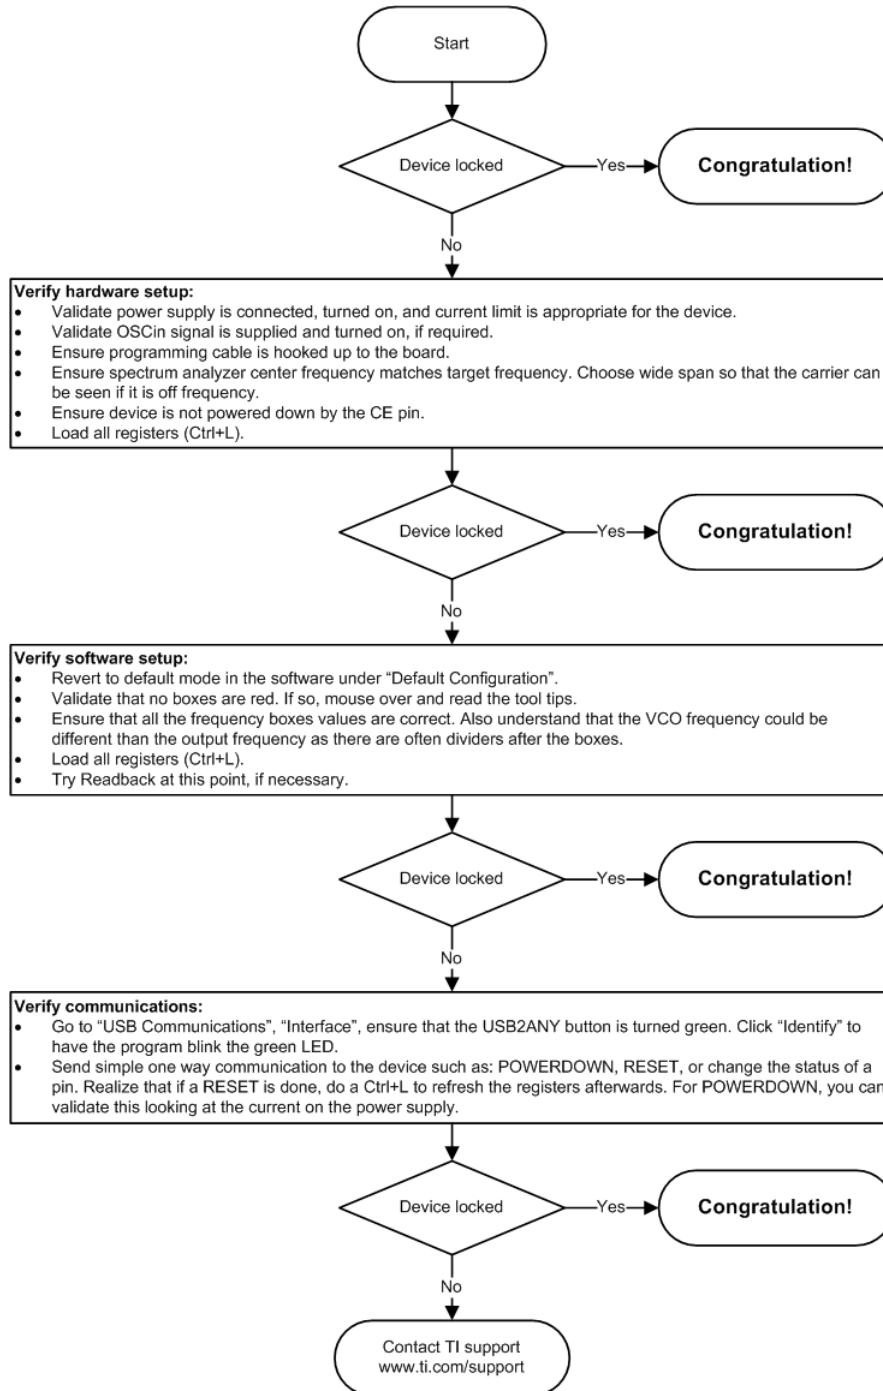 Start
Device locked
Yes
Congratulation!
No
Verify hardware setup:
• Validate power supply is connected, turned on, and current limit is appropriate for the device.
• Validate OSCin signal is supplied and turned on, if required.
• Ensure programming cable is hooked up to the board.
• Ensure spectrum analyzer center frequency matches target frequency. Choose wide span so that the carrier can
be seen if it is off frequency.
• Ensure device is not powered down by the CE pin.
• Load all registers (Ctrl+L).
Device locked
Yes
Congratulation!
No
Verify software setup:
• Revert to default mode in the software under “Default Configuration”.
• Validate that no boxes are red. If so, mouse over and read the tool tips.
• Ensure that all the frequency boxes values are correct. Also understand that the VCO frequency could be
different than the output frequency as there are often dividers after the boxes.
• Load all registers (Ctrl+L).
• Try Readback at this point, if necessary.
Device locked
Yes
Congratulation!
No
Verify communications:
• Go to “USB Communications”, “Interface”, ensure that the USB2ANY button is turned green. Click “Identify” to
have the program blink the green LED.
• Send simple one way communication to the device such as: POWERDOWN, RESET, or change the status of a
pin. Realize that if a RESET is done, do a Ctrl+L to refresh the registers afterwards. For POWERDOWN, you can
validate this looking at the current on the power supply.
Device locked
Yes
Congratulation!
No
Contact TI support
www.ti.com/support